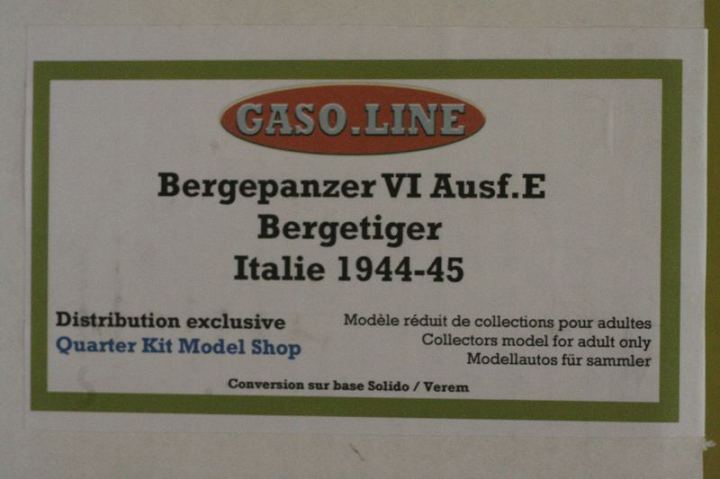 GASO.LINE
Bergepanzer VI Ausf.E
Bergetiger
Italie 1944-45
Distribution exclusive
Quarter Kit Model Shop
Modèle réduit de collections pour adultes
Collectors model for adult only
Modellautos für sammler
Conversion sur base Solido / Verem